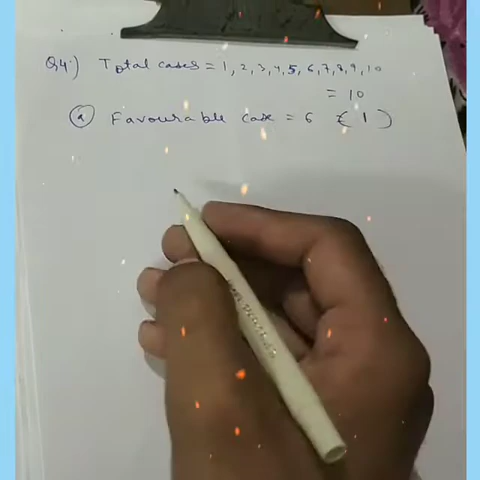 Q4.) Total cases = 1, 2, 3, 4, 5, 6, 7, 8, 9, 10
= 10
(a) Favourable case = 6 ( 1 )